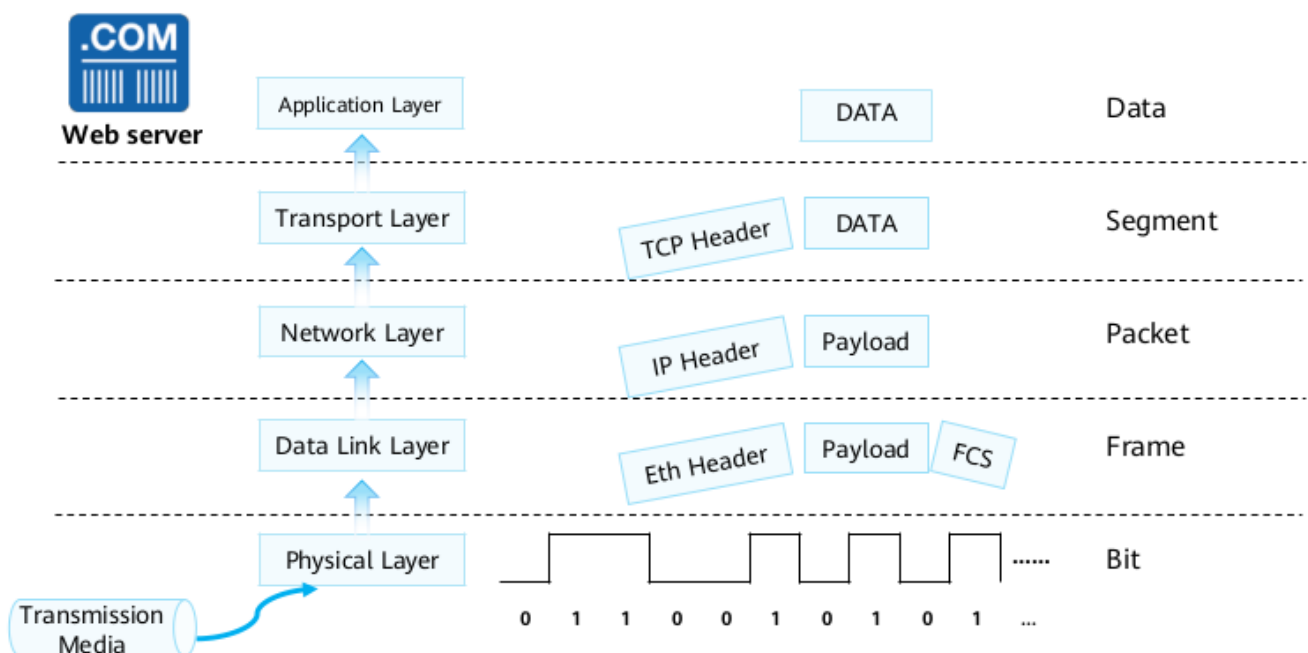 .COM
Web server
Application Layer
DATA
Data
Transport Layer
TCP Header
DATA
Segment
Network Layer
IP Header
Payload
Packet
Data Link Layer
Eth Header
Payload
FCS
Frame
Physical Layer
......
Bit
Transmission
Media
0 1 1 0 0 1 0 1 0 1 ...